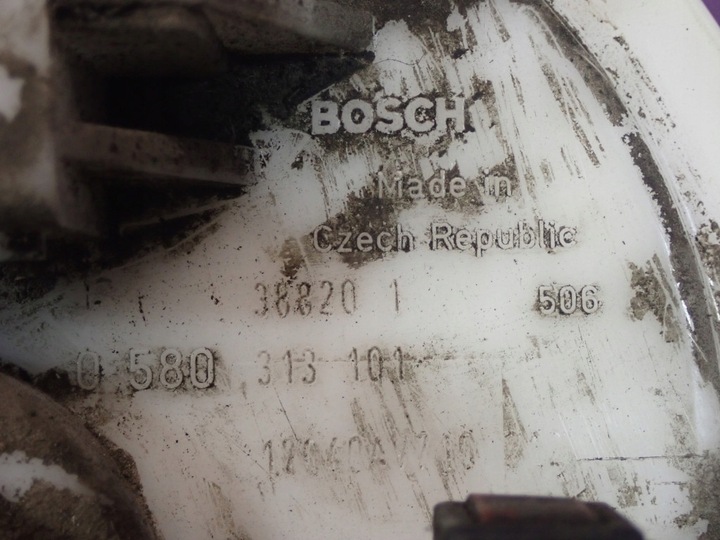 BOSCH
Made in
Czech Republic
38820 1 506
0 580 313 101